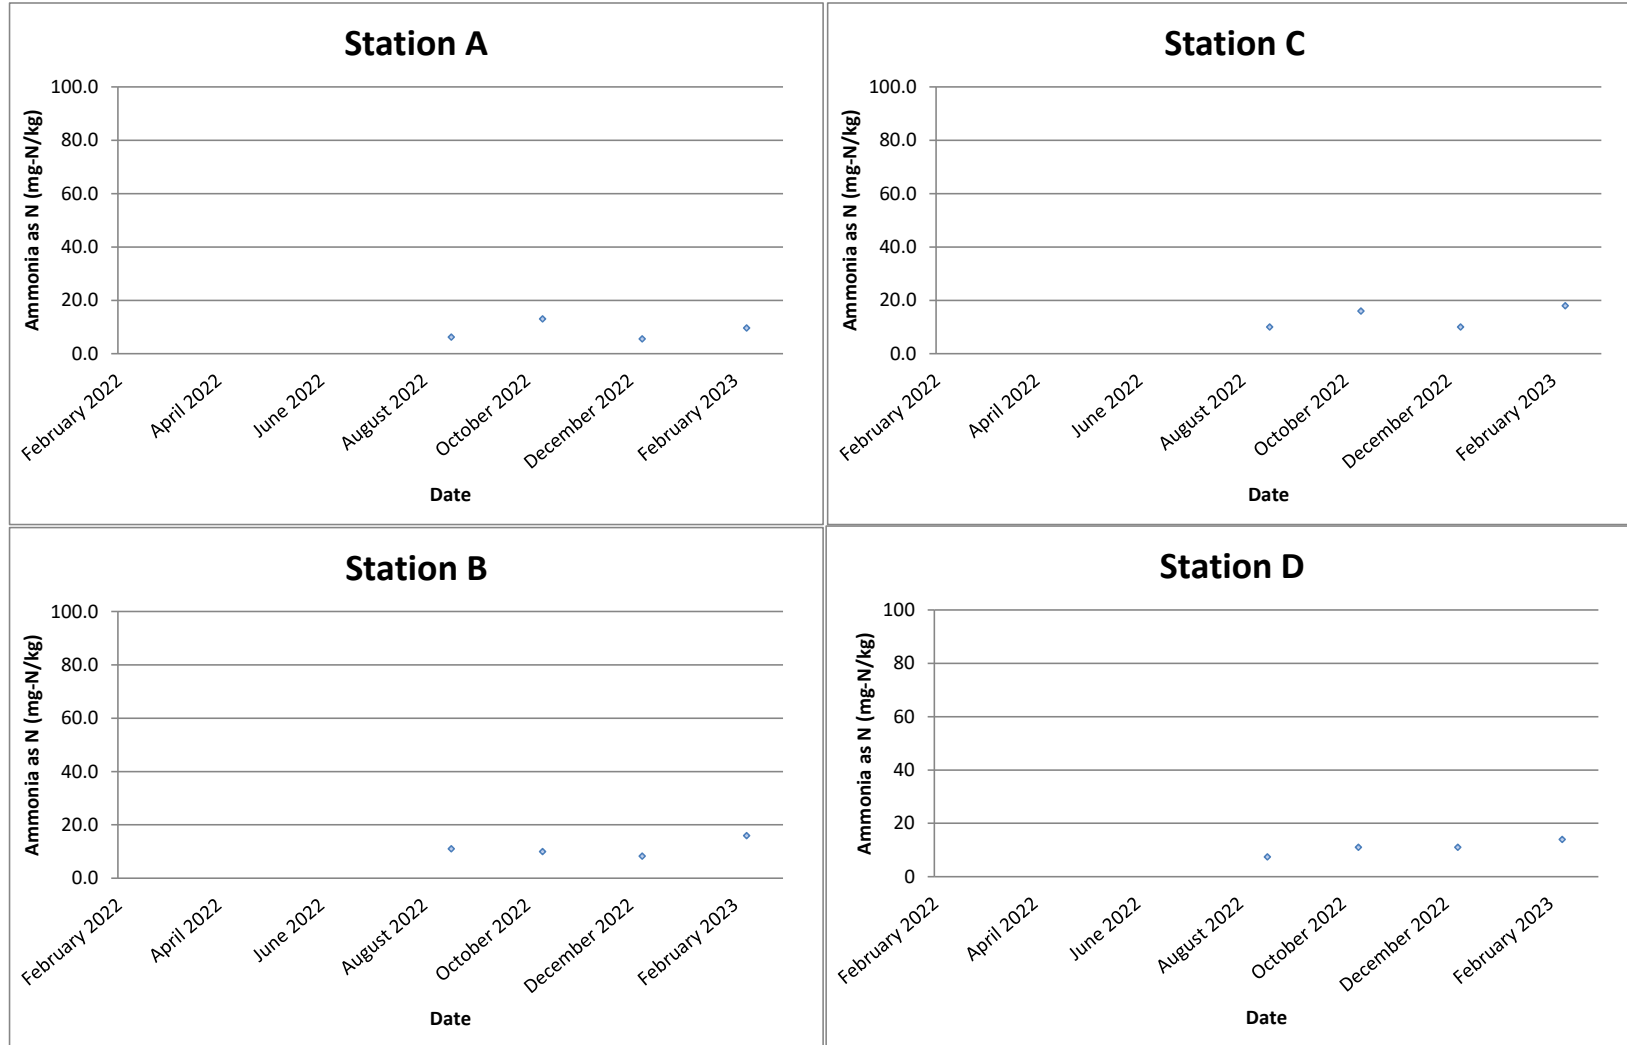 Station A
Ammonia as N (mg-N/kg)
100.0
80.0
60.0
40.0
20.0
0.0
February 2022
April 2022
June 2022
August 2022
October 2022
December 2022
February 2023
Date
Station C
Ammonia as N (mg-N/kg)
100.0
80.0
60.0
40.0
20.0
0.0
February 2022
April 2022
June 2022
August 2022
October 2022
December 2022
February 2023
Date
Station B
Ammonia as N (mg-N/kg)
100.0
80.0
60.0
40.0
20.0
0.0
February 2022
April 2022
June 2022
August 2022
October 2022
December 2022
February 2023
Date
Station D
Ammonia as N (mg-N/kg)
100
80
60
40
20
0
February 2022
April 2022
June 2022
August 2022
October 2022
December 2022
February 2023
Date